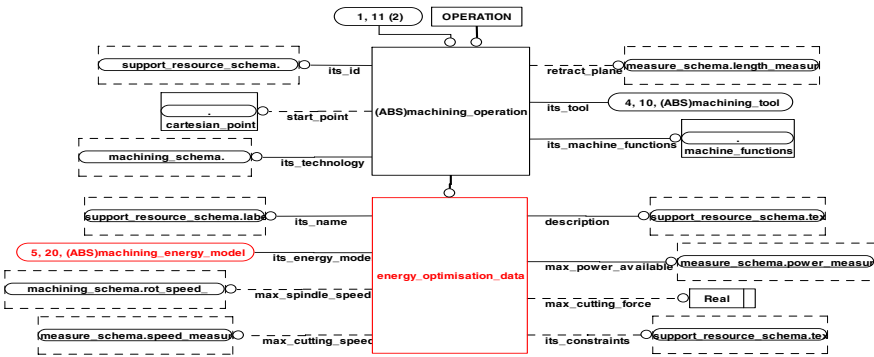 1, 11 (2)
OPERATION
support_resource_schema.
its_id
retract_plane
measure_schema.length_measur
.
cartesian_point
start_point
(ABS)machining_operation
its_tool
4, 10, (ABS)machining_tool
machining_schema.
its_technology
its_machine_functions
.
machine_functions
support_resource_schema.labe
its_name
description
support_resource_schema.tex
5, 20, (ABS)machining_energy_model
its_energy_mode
energy_optimisation_data
max_power_available
measure_schema.power_measur
machining_schema.rot_speed_
max_spindle_speed
max_cutting_force
Real
measure_schema.speed_measur
max_cutting_speed
its_constraints
support_resource_schema.tex